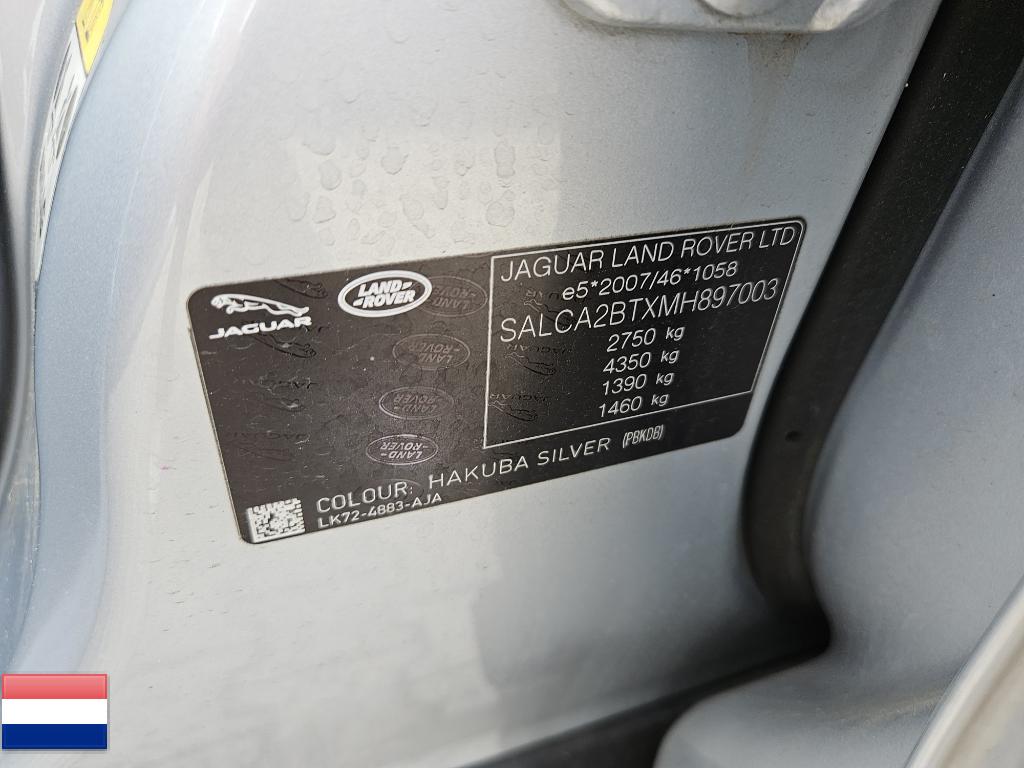 JAGUAR
LAND-
-ROVER
JAGUAR LAND ROVER LTD
e5*2007/46*1058
SALCA2BTXMH897003
2750 kg
4350 kg
1390 kg
1460 kg
COLOUR: HAKUBA SILVER (PBKDB)
LK72-4883-AJA